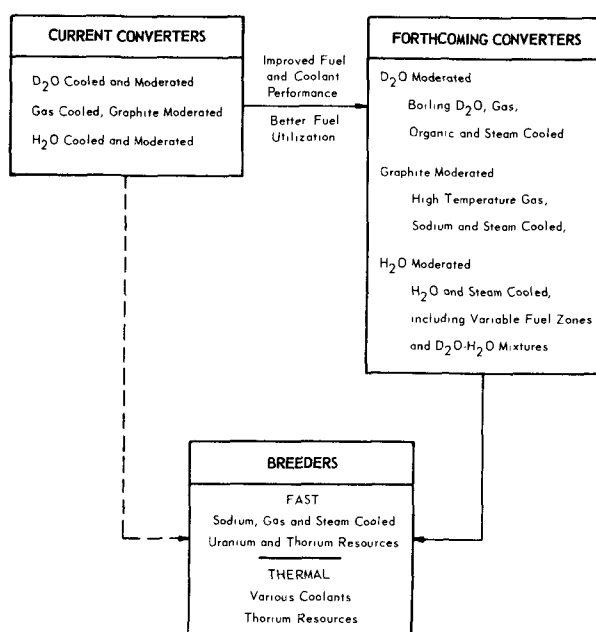 CURRENT CONVERTERS
D2O Cooled and Moderated
Gas Cooled, Graphite Moderated
H2O Cooled and Moderated
Improved Fuel
and Coolant
Performance
Better Fuel
Utilization
FORTHCOMING CONVERTERS
D2O Moderated
Boiling D2O, Gas,
Organic and Steam Cooled
Graphite Moderated
High Temperature Gas,
Sodium and Steam Cooled,
H2O Moderated
H2O and Steam Cooled,
including Variable Fuel Zones
and D2O-H2O Mixtures
BREEDERS
FAST
Sodium, Gas and Steam Cooled
Uranium and Thorium Resources
THERMAL
Various Coolants
Thorium Resources